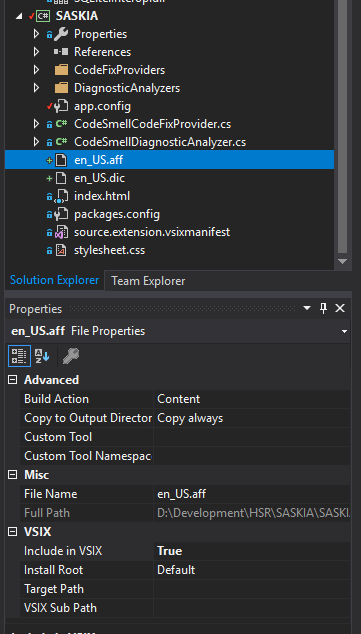 SASKIA
Properties
References
CodeFixProviders
DiagnosticAnalyzers
app.config
CodeSmellCodeFixProvider.cs
CodeSmellDiagnosticAnalyzer.cs
en_US.aff
en_US.dic
index.html
packages.config
source.extension.vsixmanifest
stylesheet.css
Solution Explorer Team Explorer
Properties
en_US.aff File Properties
Advanced
Build Action Content
Copy to Output Director Copy always
Custom Tool
Custom Tool Namespac
Misc
File Name en_US.aff
Full Path D:\Development\HSR\SASKIA\SASKI
VSIX
Include in VSIX True
Install Root Default
Target Path
VSIX Sub Path